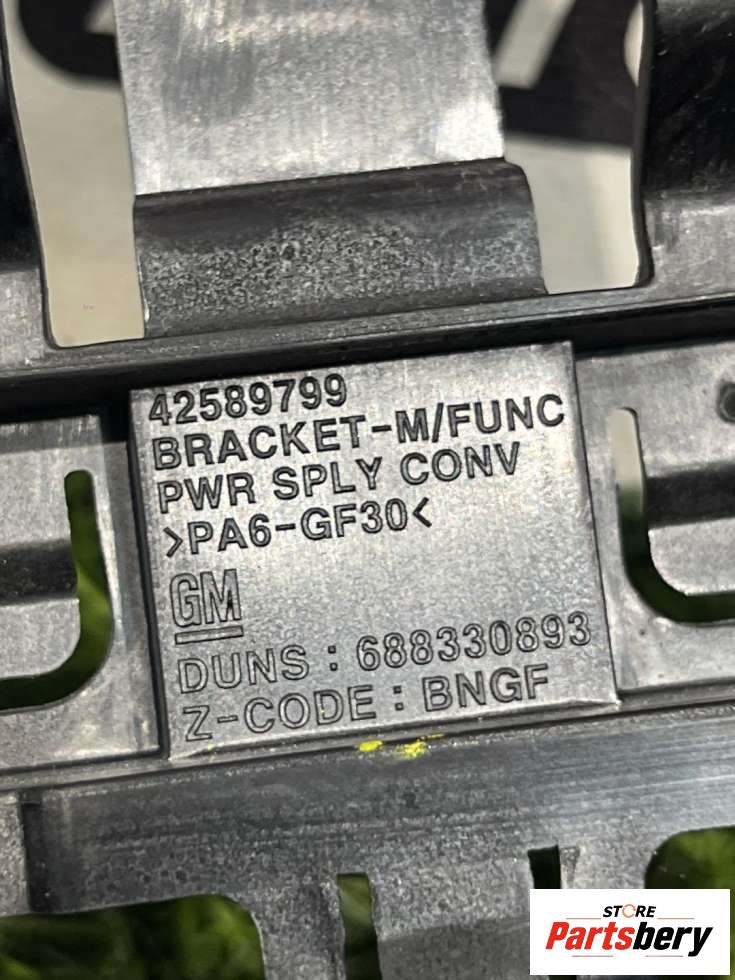 42589799
BRACKET-M/FUNC
PWR SPLY CONV
>PA6-GF30<
GM
DUNS : 688330893
Z-CODE : BNGF
STORE
Partsbery